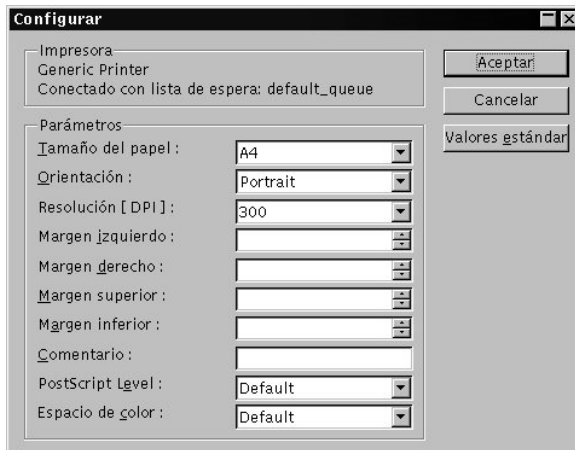 Configurar
Impresora
Generic Printer
Conectado con lista de espera: default_queue
Aceptar
Cancelar
Valores estándar
Parámetros
Tamaño del papel : A4
Orientación : Portrait
Resolución [ DPI ] : 300
Margen izquierdo :
Margen derecho :
Margen superior :
Margen inferior :
Comentario :
PostScript Level : Default
Espacio de color : Default